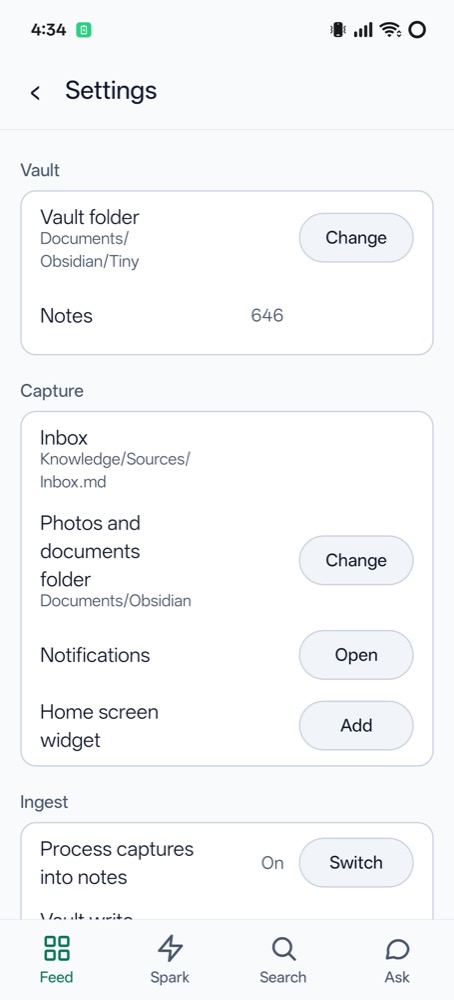 4:34
Settings
Vault
Vault folder
Documents/
Obsidian/Tiny
Change
Notes
646
Capture
Inbox
Knowledge/Sources/
Inbox.md
Photos and
documents
folder
Documents/Obsidian
Change
Notifications
Open
Home screen
widget
Add
Ingest
Process captures
into notes
On
Switch
Vault write
Feed
Spark
Search
Ask